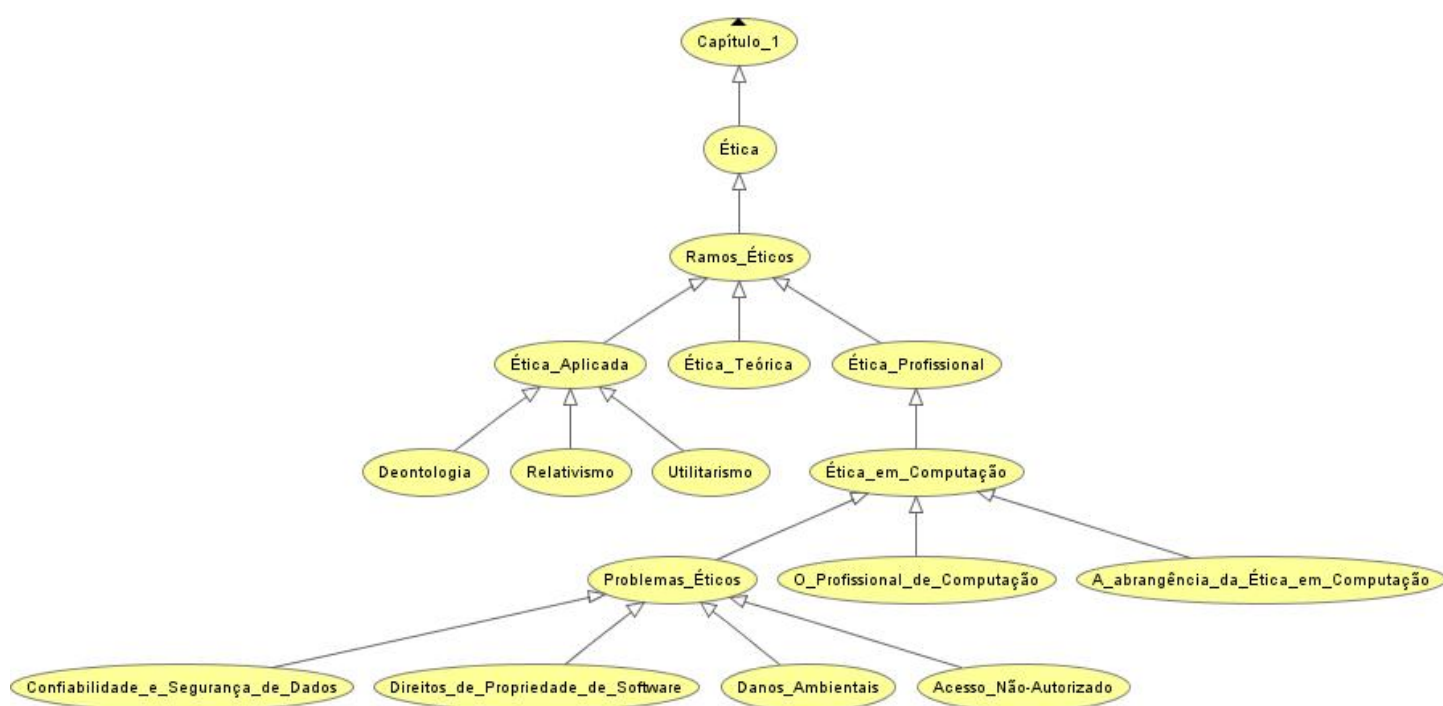 Capítulo_1
Ética
Ramos_Éticos
Ética_Aplicada
Ética_Teórica
Ética_Profissional
Deontologia
Relativismo
Utilitarismo
Ética_em_Computação
Problemas_Éticos
O_Profissional_de_Computação
A_abrangência_da_Ética_em_Computação
Confiabilidade_e_Segurança_de_Dados
Direitos_de_Propriedade_de_Software
Danos_Ambientais
Acesso_Não-Autorizado